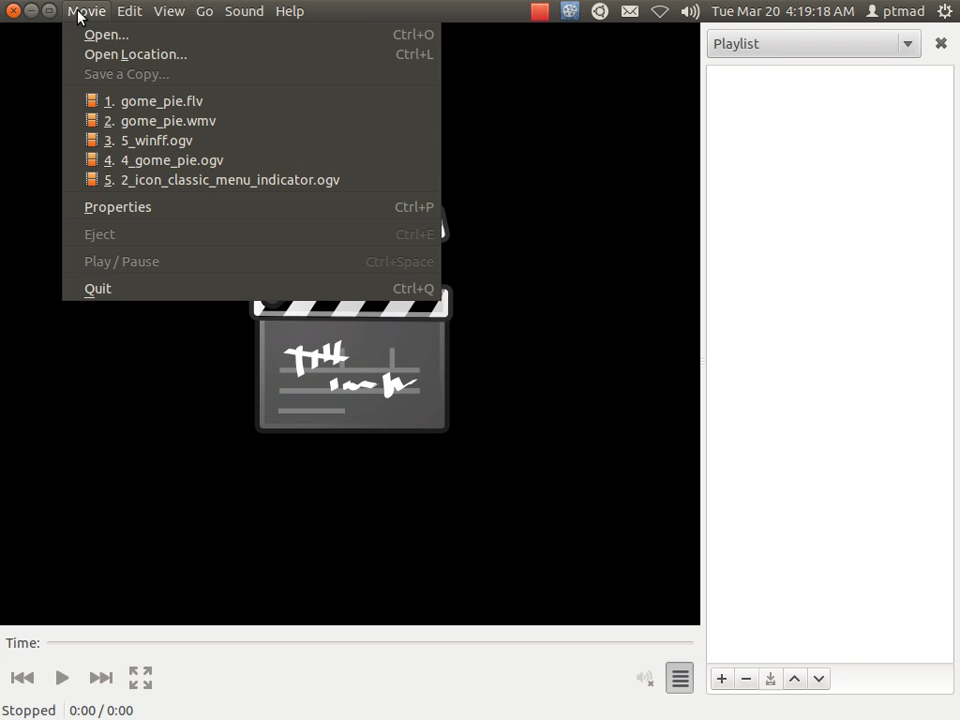 Movie Edit View Go Sound Help Tue Mar 20 4:19:18 AM ptmad
Open... Ctrl+O
Open Location... Ctrl+L
Save a Copy...
1. gome_pie.flv
2. gome_pie.wmv
3. 5_winff.ogv
4. 4_gome_pie.ogv
5. 2_icon_classic_menu_indicator.ogv
Properties Ctrl+P
Eject Ctrl+E
Play / Pause Ctrl+Space
Quit Ctrl+Q
Playlist
Time:
Stopped 0:00 / 0:00